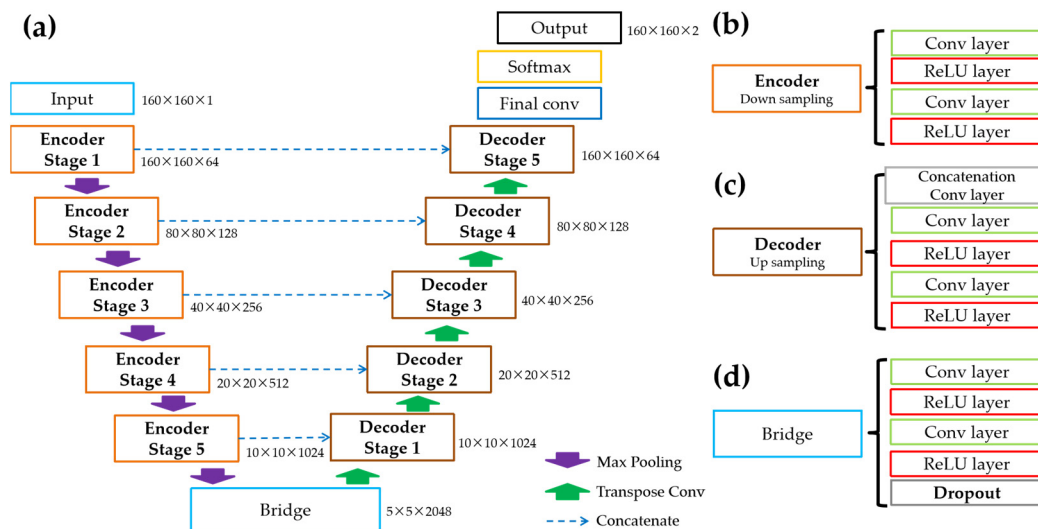 (a)
Output
160×160×2
Softmax
Input
160×160×1
Final conv
Encoder
Stage 1
160×160×64
Decoder
Stage 5
160×160×64
Encoder
Stage 2
80×80×128
Decoder
Stage 4
80×80×128
Encoder
Stage 3
40×40×256
Decoder
Stage 3
40×40×256
Encoder
Stage 4
20×20×512
Decoder
Stage 2
20×20×512
Encoder
Stage 5
10×10×1024
Decoder
Stage 1
10×10×1024
Bridge
5×5×2048
Max Pooling
Transpose Conv
Concatenate
(b)
Encoder
Down sampling
Conv layer
ReLU layer
Conv layer
ReLU layer
(c)
Decoder
Up sampling
Concatenation
Conv layer
Conv layer
ReLU layer
Conv layer
ReLU layer
(d)
Bridge
Conv layer
ReLU layer
Conv layer
ReLU layer
Dropout